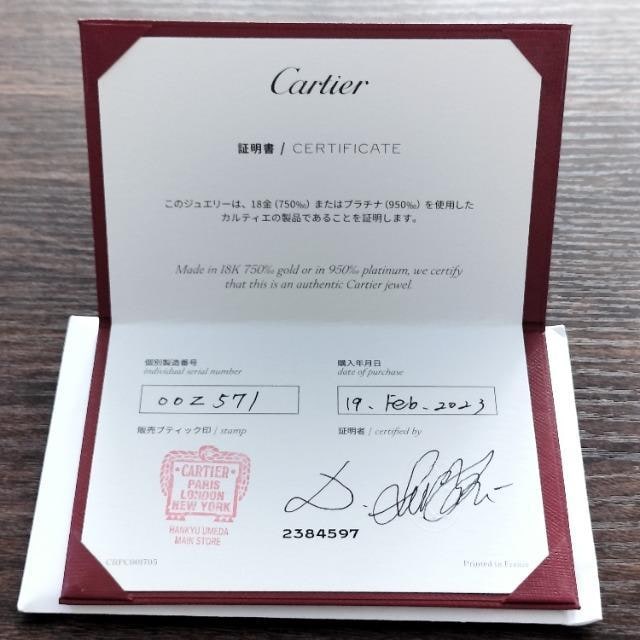 Cartier
証明書 / CERTIFICATE
このジュエリーは、18金(750‰)またはプラチナ(950‰)を使用した
カルティエの製品であることを証明します。
Made in 18K 750‰ gold or in 950‰ platinum, we certify
that this is an authentic Cartier jewel.
個別製造番号
individual serial number
OOZ 571
購入年月日
date of purchase
19. Feb. 2023
販売ブティック印 / stamp
CARTIER
PARIS
LONDON
NEW YORK
HANKYU UMEDA
MAIN STORE
証明者 / certified by
2384597
CRPC001705
Printed in France